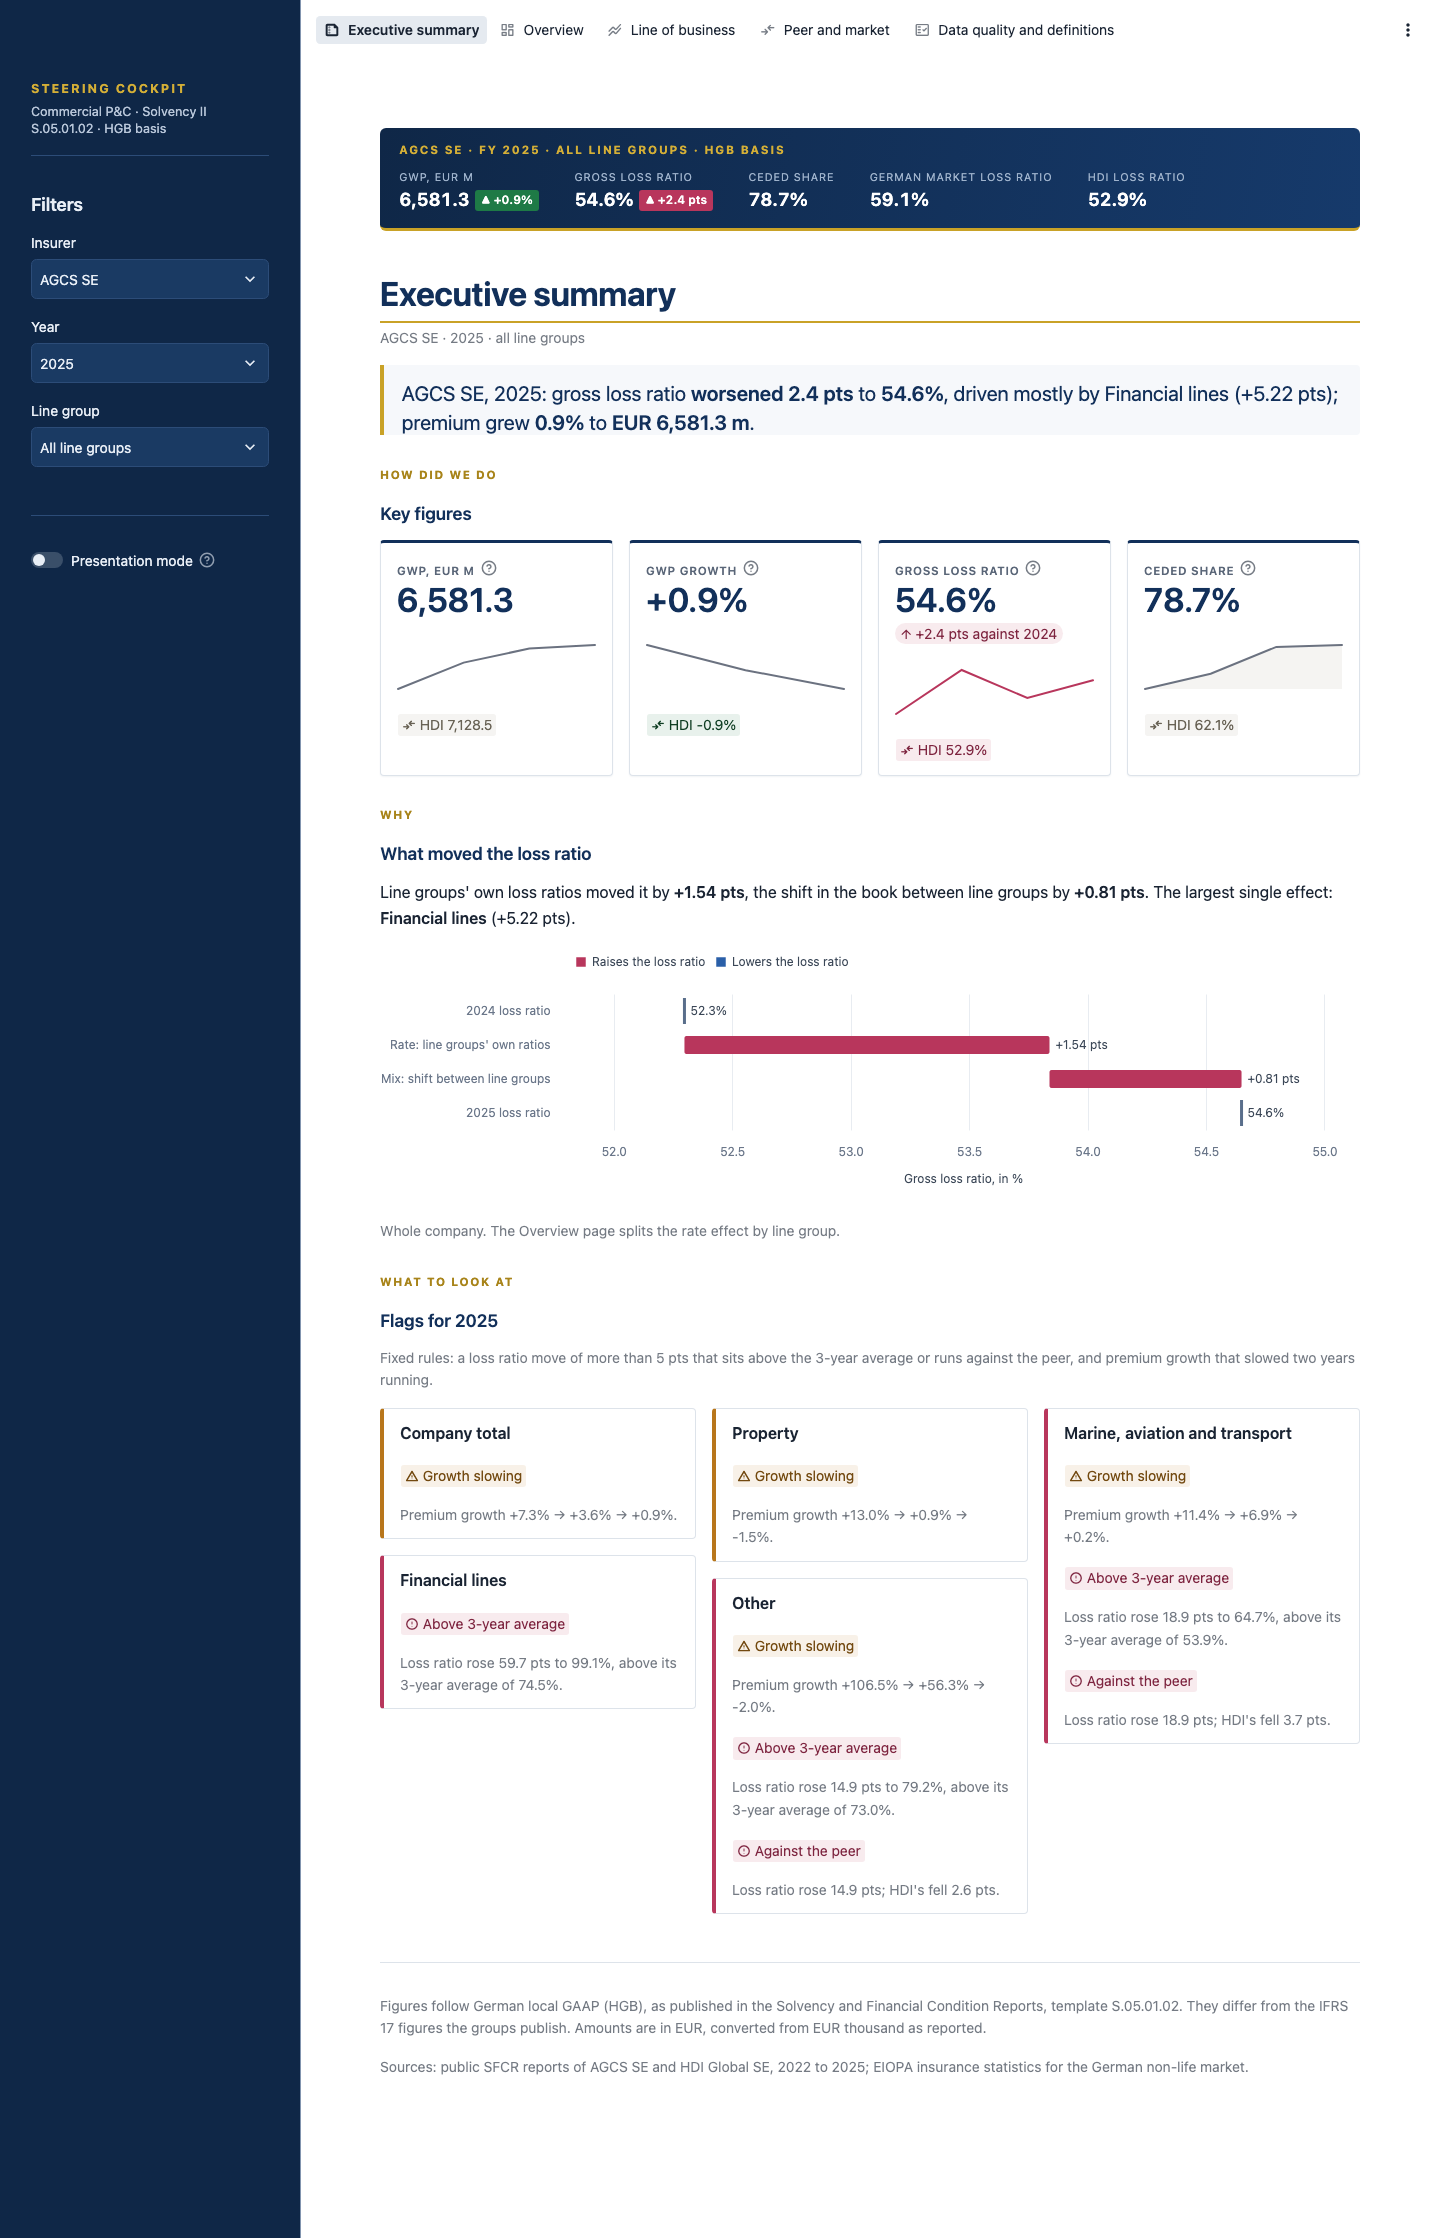 Executive summary
Overview
Line of business
Peer and market
Data quality and definitions
STEERING COCKPIT
Commercial P&C · Solvency II
S.05.01.02 · HGB basis
Filters
Insurer
AGCS SE
Year
2025
Line group
All line groups
Presentation mode
AGCS SE · FY 2025 · ALL LINE GROUPS · HGB BASIS
GWP, EUR M
6,581.3 ▲ +0.9%
GROSS LOSS RATIO
54.6% ▲ +2.4 pts
CEDED SHARE
78.7%
GERMAN MARKET LOSS RATIO
59.1%
HDI LOSS RATIO
52.9%
Executive summary
AGCS SE · 2025 · all line groups
AGCS SE, 2025: gross loss ratio worsened 2.4 pts to 54.6%, driven mostly by Financial lines (+5.22 pts);
premium grew 0.9% to EUR 6,581.3 m.
HOW DID WE DO
Key figures
GWP, EUR M
6,581.3
HDI 7,128.5
GWP GROWTH
+0.9%
HDI -0.9%
GROSS LOSS RATIO
54.6%
↑ +2.4 pts against 2024
HDI 52.9%
CEDED SHARE
78.7%
HDI 62.1%
WHY
What moved the loss ratio
Line groups' own loss ratios moved it by +1.54 pts, the shift in the book between line groups by +0.81 pts. The largest single effect:
Financial lines (+5.22 pts).
Raises the loss ratio
Lowers the loss ratio
2024 loss ratio
52.3%
Rate: line groups' own ratios
+1.54 pts
Mix: shift between line groups
+0.81 pts
2025 loss ratio
54.6%
52.0 52.5 53.0 53.5 54.0 54.5 55.0
Gross loss ratio, in %
Whole company. The Overview page splits the rate effect by line group.
WHAT TO LOOK AT
Flags for 2025
Fixed rules: a loss ratio move of more than 5 pts that sits above the 3-year average or runs against the peer, and premium growth that slowed two years
running.
Company total
Growth slowing
Premium growth +7.3% → +3.6% → +0.9%.
Financial lines
Above 3-year average
Loss ratio rose 59.7 pts to 99.1%, above its
3-year average of 74.5%.
Property
Growth slowing
Premium growth +13.0% → +0.9% →
-1.5%.
Other
Growth slowing
Premium growth +106.5% → +56.3% →
-2.0%.
Above 3-year average
Loss ratio rose 14.9 pts to 79.2%, above its
3-year average of 73.0%.
Against the peer
Loss ratio rose 14.9 pts; HDI's fell 2.6 pts.
Marine, aviation and transport
Growth slowing
Premium growth +11.4% → +6.9% →
+0.2%.
Above 3-year average
Loss ratio rose 18.9 pts to 64.7%, above its
3-year average of 53.9%.
Against the peer
Loss ratio rose 18.9 pts; HDI's fell 3.7 pts.
Figures follow German local GAAP (HGB), as published in the Solvency and Financial Condition Reports, template S.05.01.02. They differ from the IFRS
17 figures the groups publish. Amounts are in EUR, converted from EUR thousand as reported.
Sources: public SFCR reports of AGCS SE and HDI Global SE, 2022 to 2025; EIOPA insurance statistics for the German non-life market.